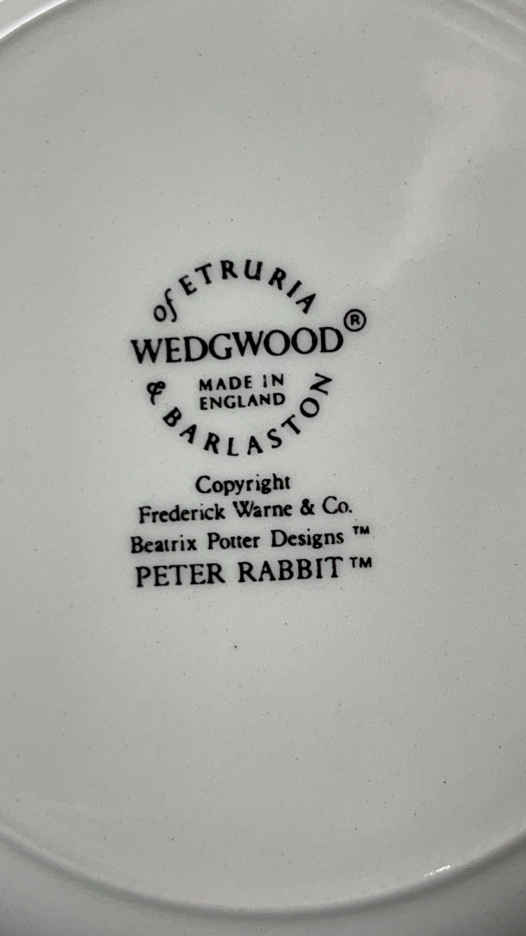 of ETRURIA
WEDGWOOD®
MADE IN
ENGLAND
& BARLASTON
Copyright
Frederick Warne & Co.
Beatrix Potter Designs ™
PETER RABBIT ™